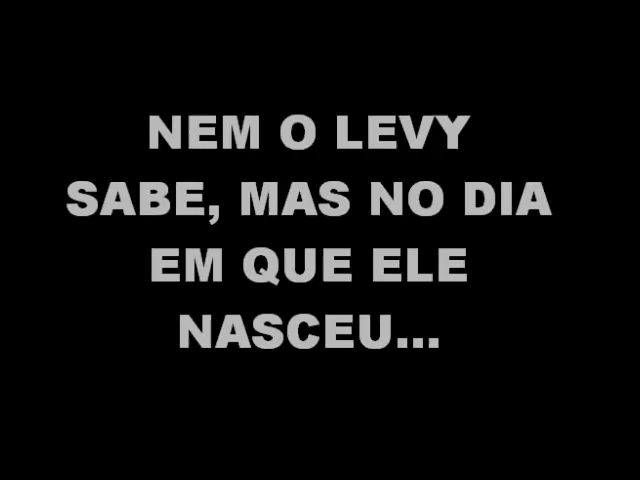 NEM O LEVY
SABE, MAS NO DIA
EM QUE ELE
NASCEU...